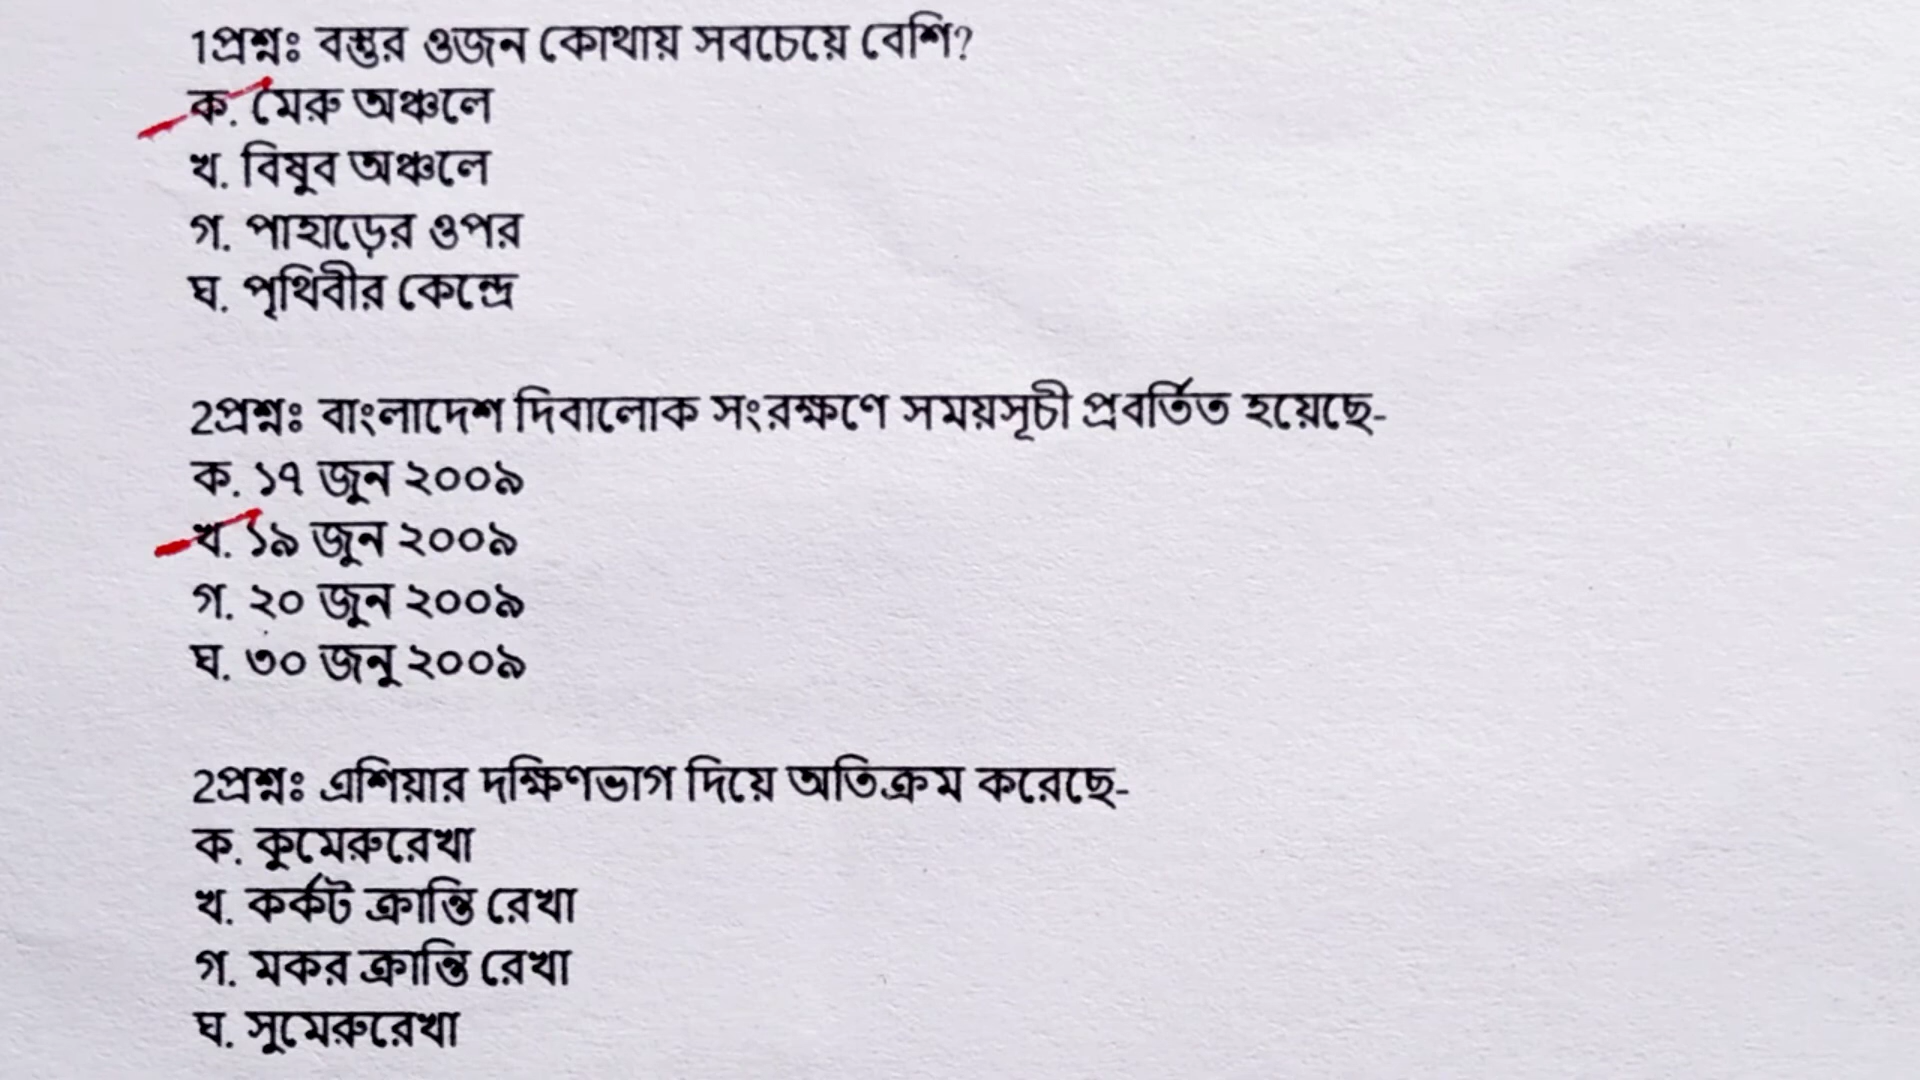 1প্রশ্নঃ বস্তুর ওজন কোথায় সবচেয়ে বেশি?
ক. মেরু অঞ্চলে
খ. বিষুব অঞ্চলে
গ. পাহাড়ের ওপর
ঘ. পৃথিবীর কেন্দ্রে
2প্রশ্নঃ বাংলাদেশ দিবালোক সংরক্ষণে সময়সূচী প্রবর্তিত হয়েছে-
ক. ১৭ জুন ২০০৯
খ. ১৯ জুন ২০০৯
গ. ২০ জুন ২০০৯
ঘ. ৩০ জনু ২০০৯
2প্রশ্নঃ এশিয়ার দক্ষিণভাগ দিয়ে অতিক্রম করেছে-
ক. কুমেরুরেখা
খ. কর্কট ক্রান্তি রেখা
গ. মকর ক্রান্তি রেখা
ঘ. সুমেরুরেখা